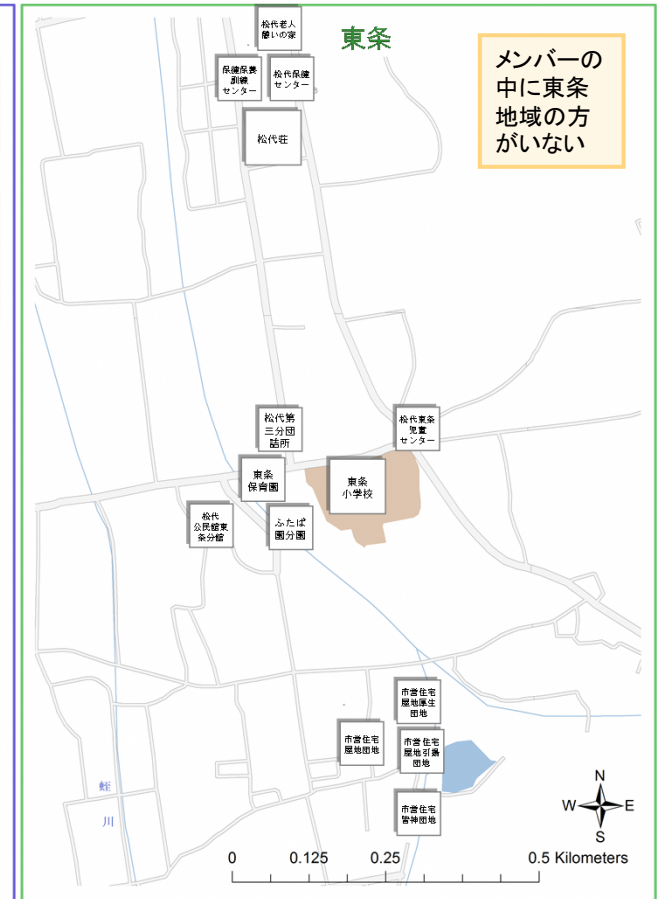 東条
メンバーの
中に東条
地域の方
がいない
松代老人
憩いの家
保健保養
訓練
センター
松代保健
センター
松代荘
松代第
三分団
詰所
松代東条
児童
センター
東条
保育園
東条
小学校
松代
公民館東
条分館
ふたば
園分園
市営住宅
屋地厚生
団地
市営住宅
屋地団地
市営住宅
屋地引揚
団地
市営住宅
皆神団地
蛭
川
N
W E
S
0 0.125 0.25 0.5 Kilometers